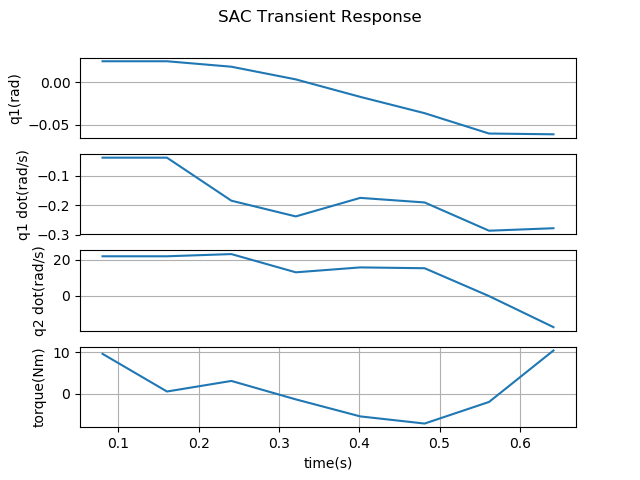 SAC Transient Response
q1(rad)
0.00
−0.05
q1 dot(rad/s)
−0.1
−0.2
−0.3
q2 dot(rad/s)
20
0
torque(Nm)
10
0
0.1 0.2 0.3 0.4 0.5 0.6
time(s)